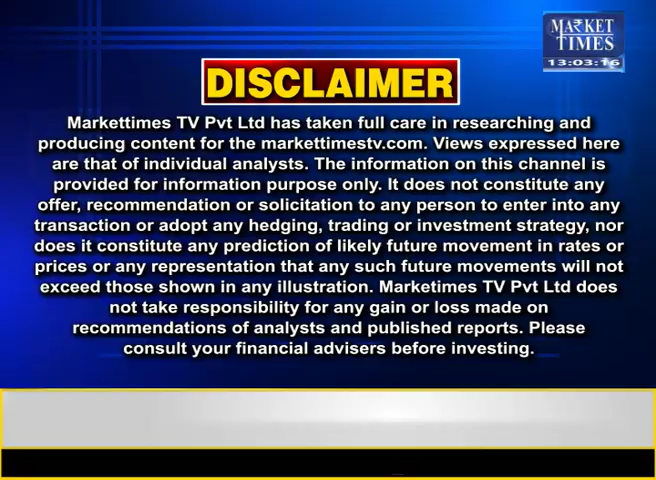 MA₹KET
TIMES
13:03:16
DISCLAIMER
Markettimes TV Pvt Ltd has taken full care in researching and
producing content for the markettimestv.com. Views expressed here
are that of individual analysts. The information on this channel is
provided for information purpose only. It does not constitute any
offer, recommendation or solicitation to any person to enter into any
transaction or adopt any hedging, trading or investment strategy, nor
does it constitute any prediction of likely future movement in rates or
prices or any representation that any such future movements will not
exceed those shown in any illustration. Marketimes TV Pvt Ltd does
not take responsibility for any gain or loss made on
recommendations of analysts and published reports. Please
consult your financial advisers before investing.